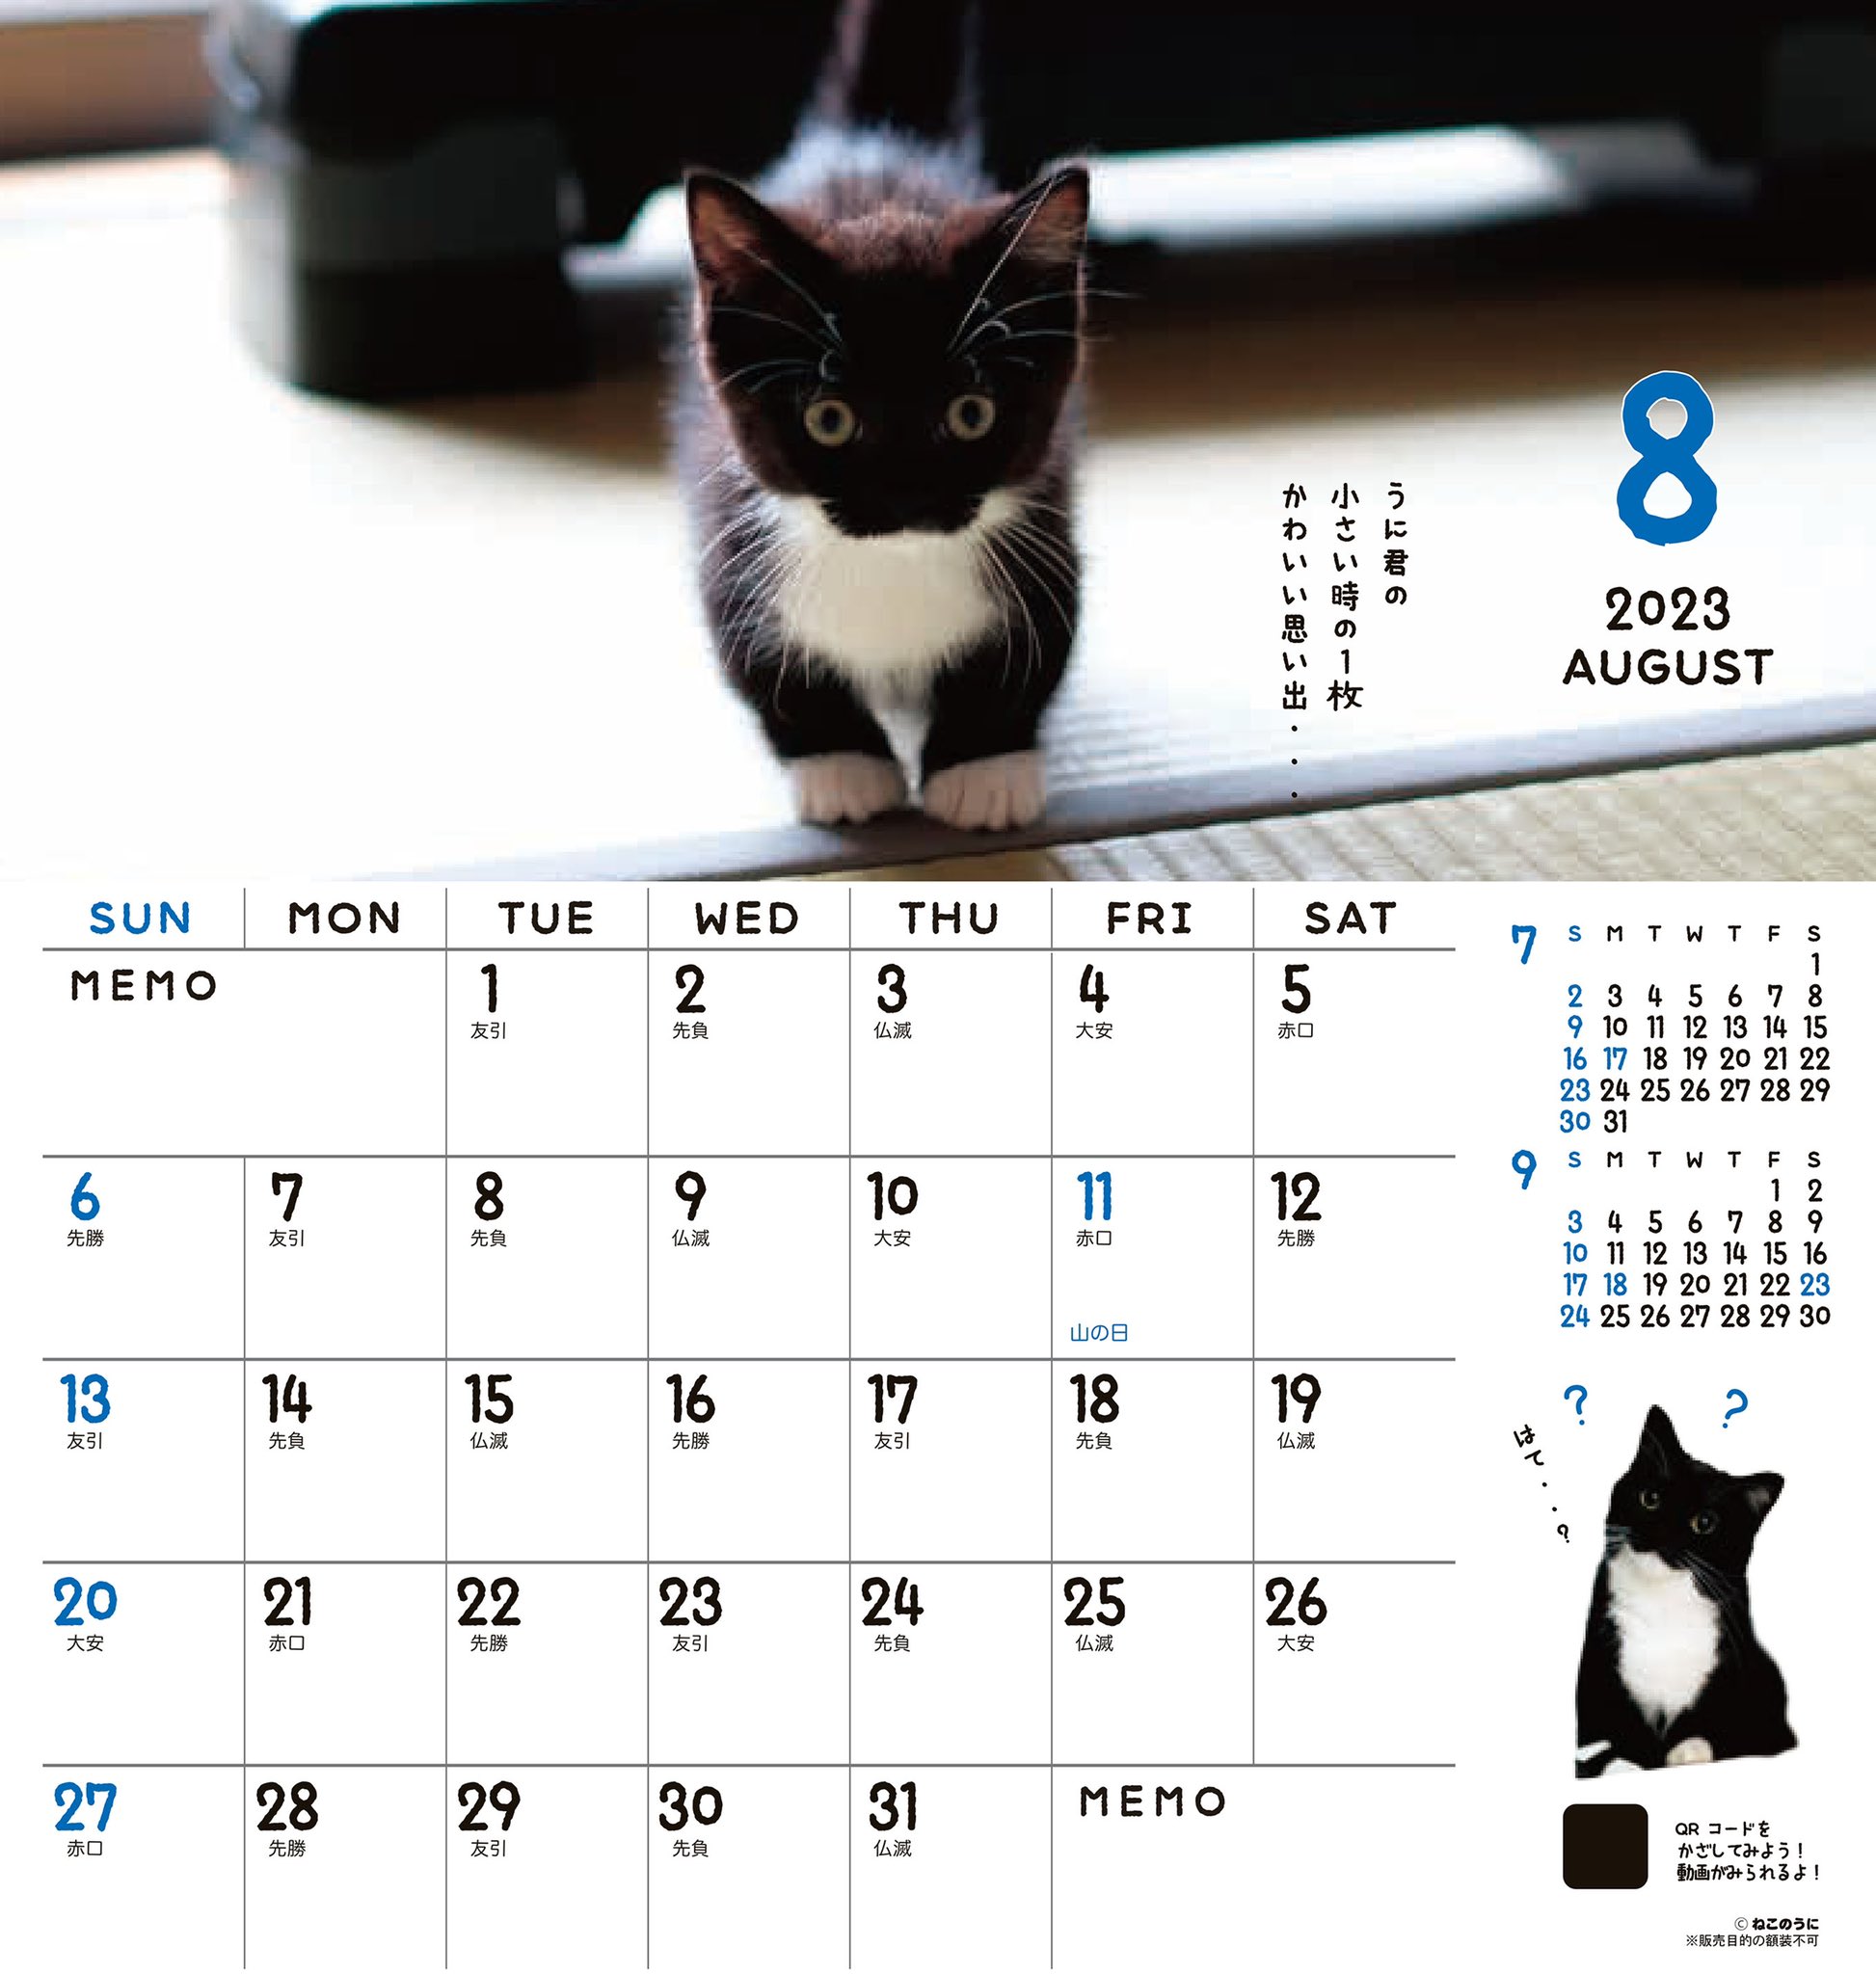 うに君の
小さい時の1枚
かわいい思い出・・・
8
2023
AUGUST
SUN MON TUE WED THU FRI SAT
MEMO 1 2 3 4 5
友引 先負 仏滅 大安 赤口
6 7 8 9 10 11 12
先勝 友引 先負 仏滅 大安 赤口 先勝
山の日
13 14 15 16 17 18 19
友引 先負 仏滅 先勝 友引 先負 仏滅
20 21 22 23 24 25 26
大安 赤口 先勝 友引 先負 仏滅 大安
27 28 29 30 31 MEMO
赤口 先勝 友引 先負 仏滅
7 S M T W T F S
1
2 3 4 5 6 7 8
9 10 11 12 13 14 15
16 17 18 19 20 21 22
23 24 25 26 27 28 29
30 31
9 S M T W T F S
1 2
3 4 5 6 7 8 9
10 11 12 13 14 15 16
17 18 19 20 21 22 23
24 25 26 27 28 29 30
? ?
はて・・・?
QR コードを
かざしてみよう!
動画がみられるよ!
© ねこのうに
※販売目的の額装不可